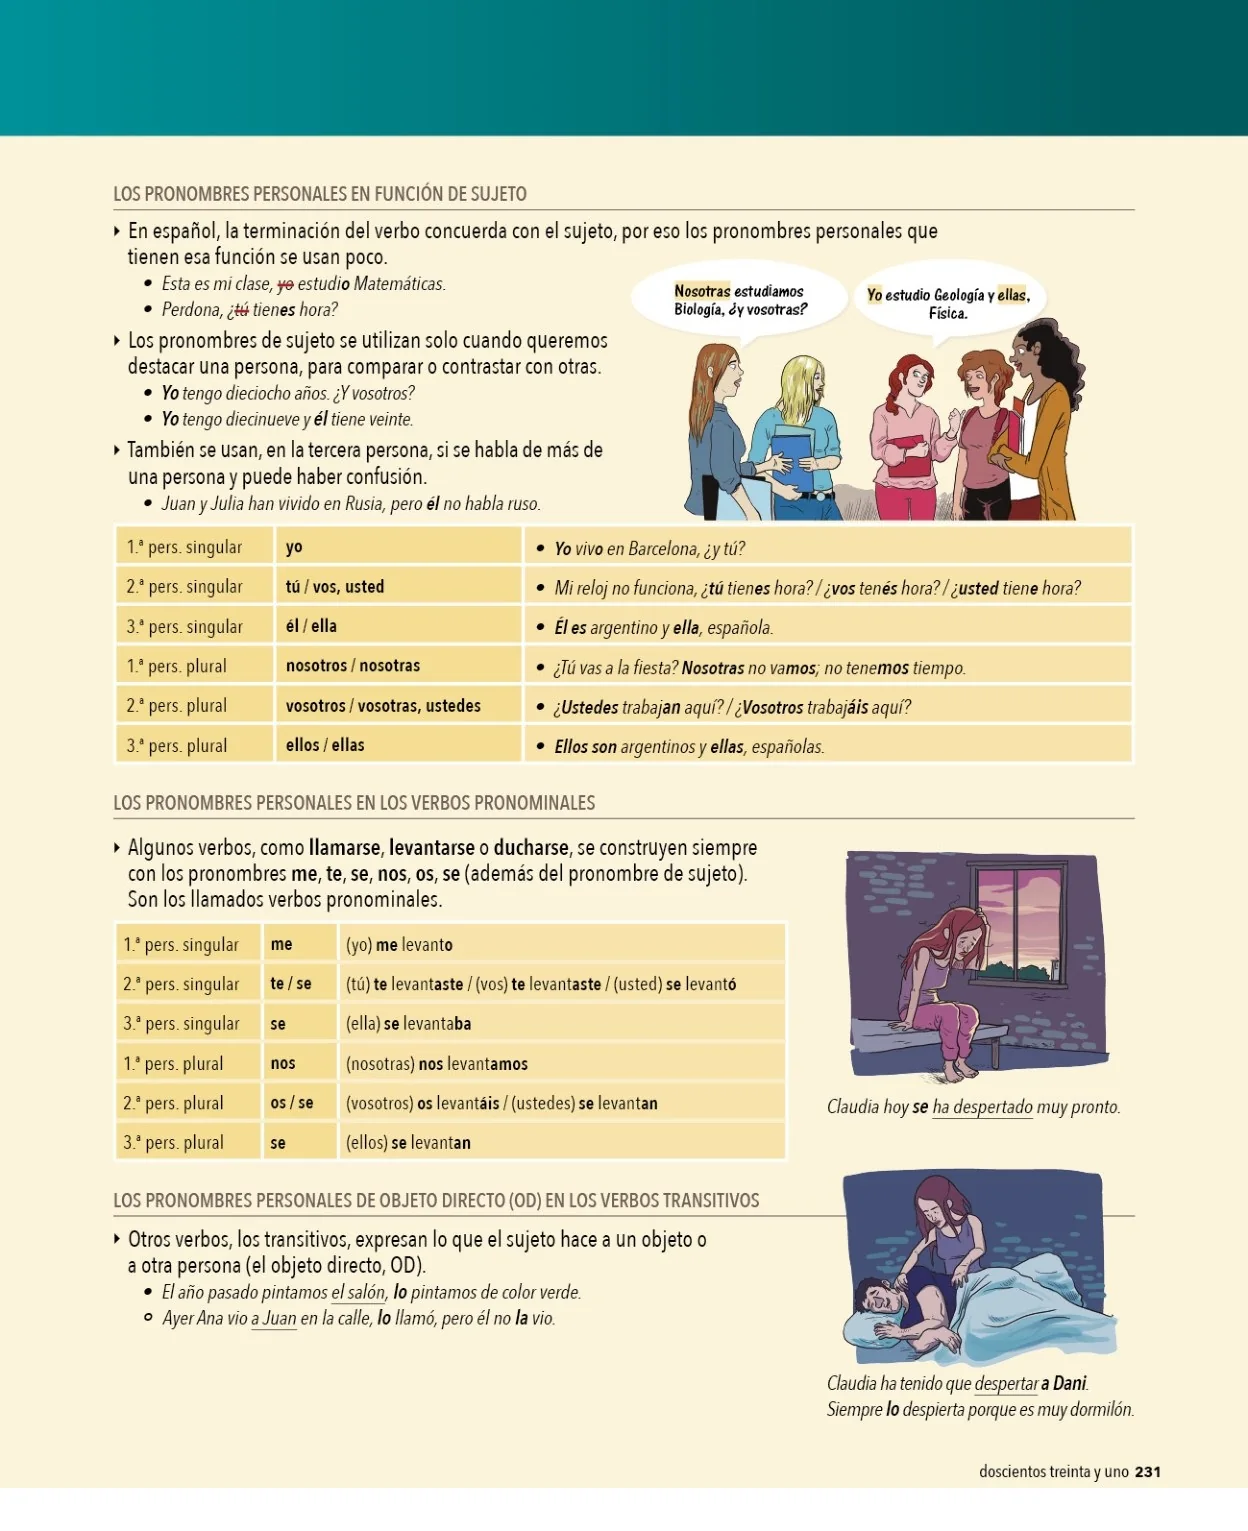 LOS PRONOMBRES PERSONALES EN FUNCIÓN DE SUJETO
En español, la terminación del verbo concuerda con el sujeto, por eso los pronombres personales que
tienen esa función se usan poco.
• Esta es mi clase, yo estudio Matemáticas.
• Perdona, ¿tú tienes hora?
Los pronombres de sujeto se utilizan solo cuando queremos
destacar una persona, para comparar o contrastar con otras.
• Yo tengo dieciocho años. ¿Y vosotros?
• Yo tengo diecinueve y él tiene veinte.
También se usan, en la tercera persona, si se habla de más de
una persona y puede haber confusión.
• Juan y Julia han vivido en Rusia, pero él no habla ruso.
Nosotras estudiamos
Biología, ¿y vosotras?
Yo estudio Geología y ellas,
Física.
1.ª pers. singular yo • Yo vivo en Barcelona, ¿y tú?
2.ª pers. singular tú / vos, usted • Mi reloj no funciona, ¿tú tienes hora? / ¿vos tenés hora? / ¿usted tiene hora?
3.ª pers. singular él / ella • Él es argentino y ella, española.
1.ª pers. plural nosotros / nosotras • ¿Tú vas a la fiesta? Nosotras no vamos; no tenemos tiempo.
2.ª pers. plural vosotros / vosotras, ustedes • ¿Ustedes trabajan aquí? / ¿Vosotros trabajáis aquí?
3.ª pers. plural ellos / ellas • Ellos son argentinos y ellas, españolas.
LOS PRONOMBRES PERSONALES EN LOS VERBOS PRONOMINALES
Algunos verbos, como llamarse, levantarse o ducharse, se construyen siempre
con los pronombres me, te, se, nos, os, se (además del pronombre de sujeto).
Son los llamados verbos pronominales.
1.ª pers. singular me (yo) me levanto
2.ª pers. singular te / se (tú) te levantaste / (vos) te levantaste / (usted) se levantó
3.ª pers. singular se (ella) se levantaba
1.ª pers. plural nos (nosotras) nos levantamos
2.ª pers. plural os / se (vosotros) os levantáis / (ustedes) se levantan
3.ª pers. plural se (ellos) se levantan
Claudia hoy se ha despertado muy pronto.
LOS PRONOMBRES PERSONALES DE OBJETO DIRECTO (OD) EN LOS VERBOS TRANSITIVOS
Otros verbos, los transitivos, expresan lo que el sujeto hace a un objeto o
a otra persona (el objeto directo, OD).
• El año pasado pintamos el salón, lo pintamos de color verde.
○ Ayer Ana vio a Juan en la calle, lo llamó, pero él no la vio.
Claudia ha tenido que despertar a Dani.
Siempre lo despierta porque es muy dormilón.
doscientos treinta y uno 231